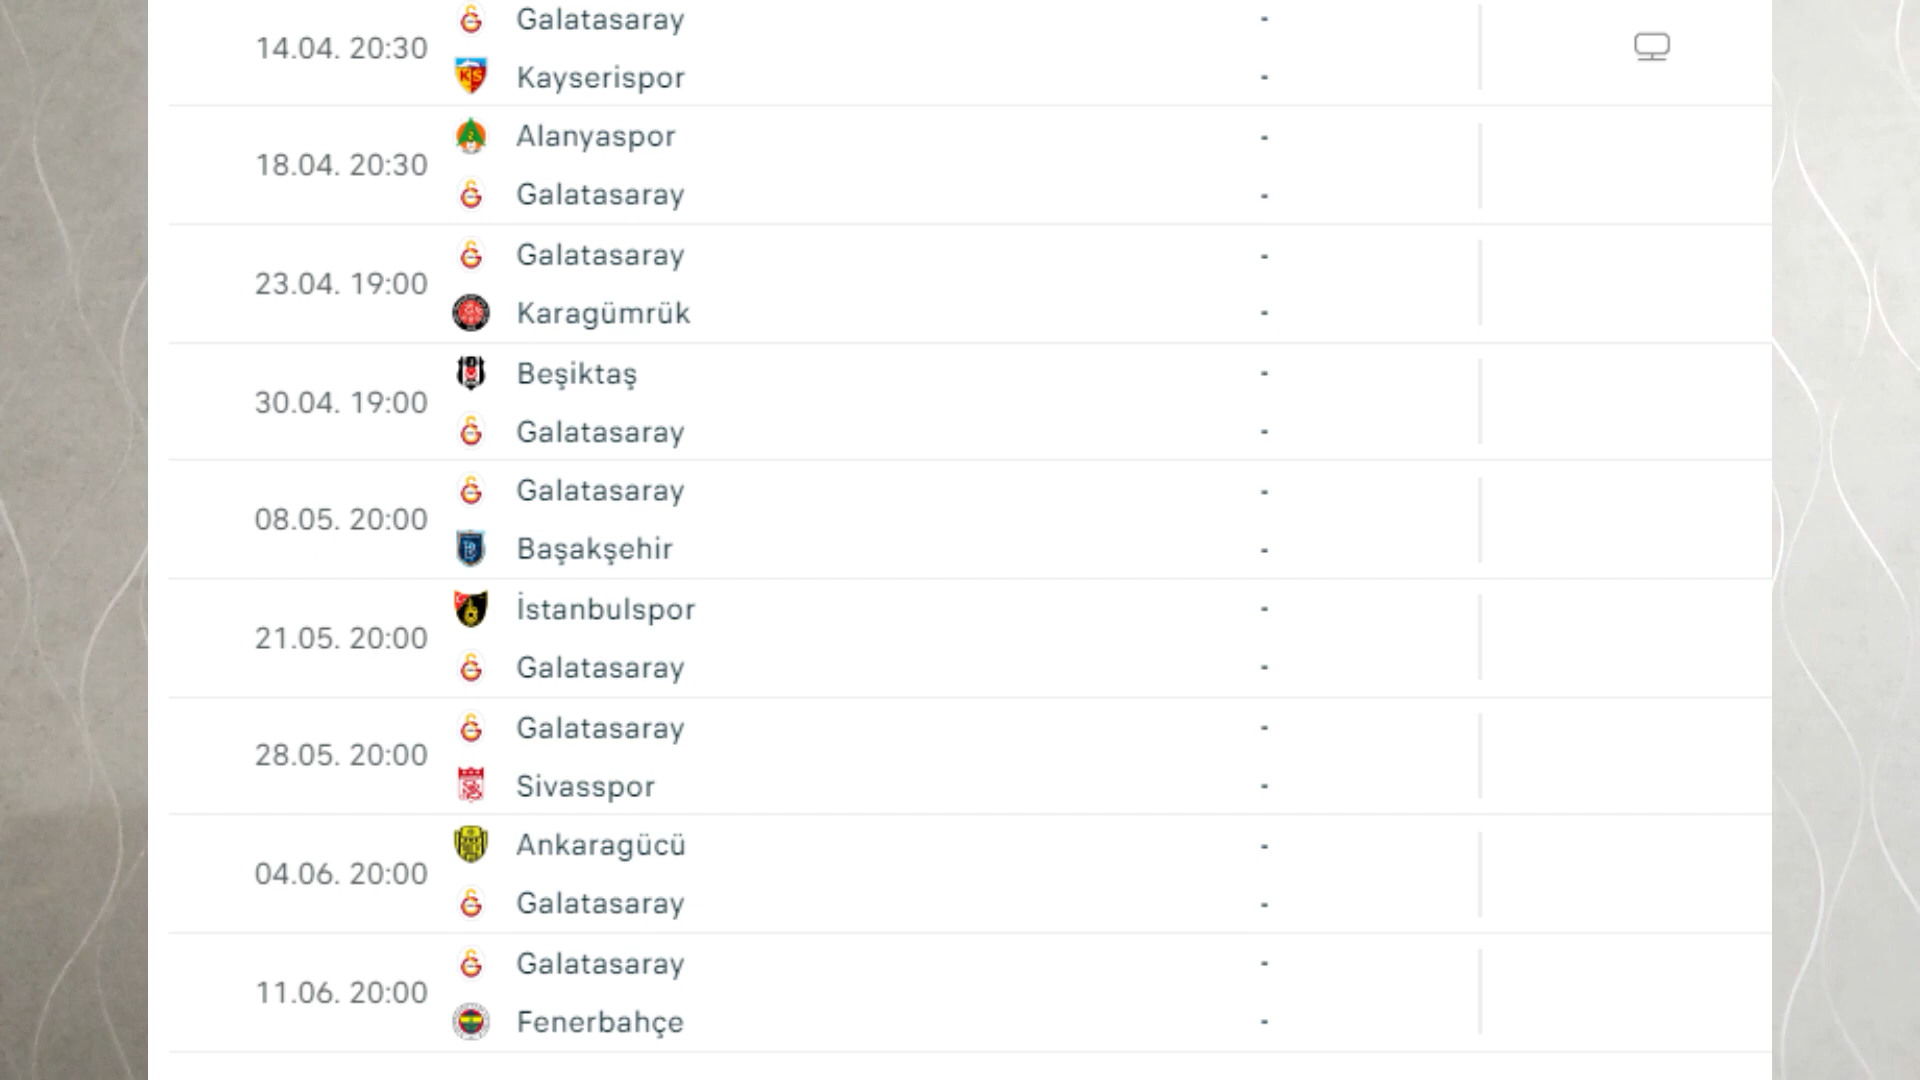 Galatasaray -
14.04. 20:30
Kayserispor -
Alanyaspor -
18.04. 20:30
Galatasaray -
Galatasaray -
23.04. 19:00
Karagümrük -
Beşiktaş -
30.04. 19:00
Galatasaray -
Galatasaray -
08.05. 20:00
Başakşehir -
İstanbulspor -
21.05. 20:00
Galatasaray -
Galatasaray -
28.05. 20:00
Sivasspor -
Ankaragücü -
04.06. 20:00
Galatasaray -
Galatasaray -
11.06. 20:00
Fenerbahçe -